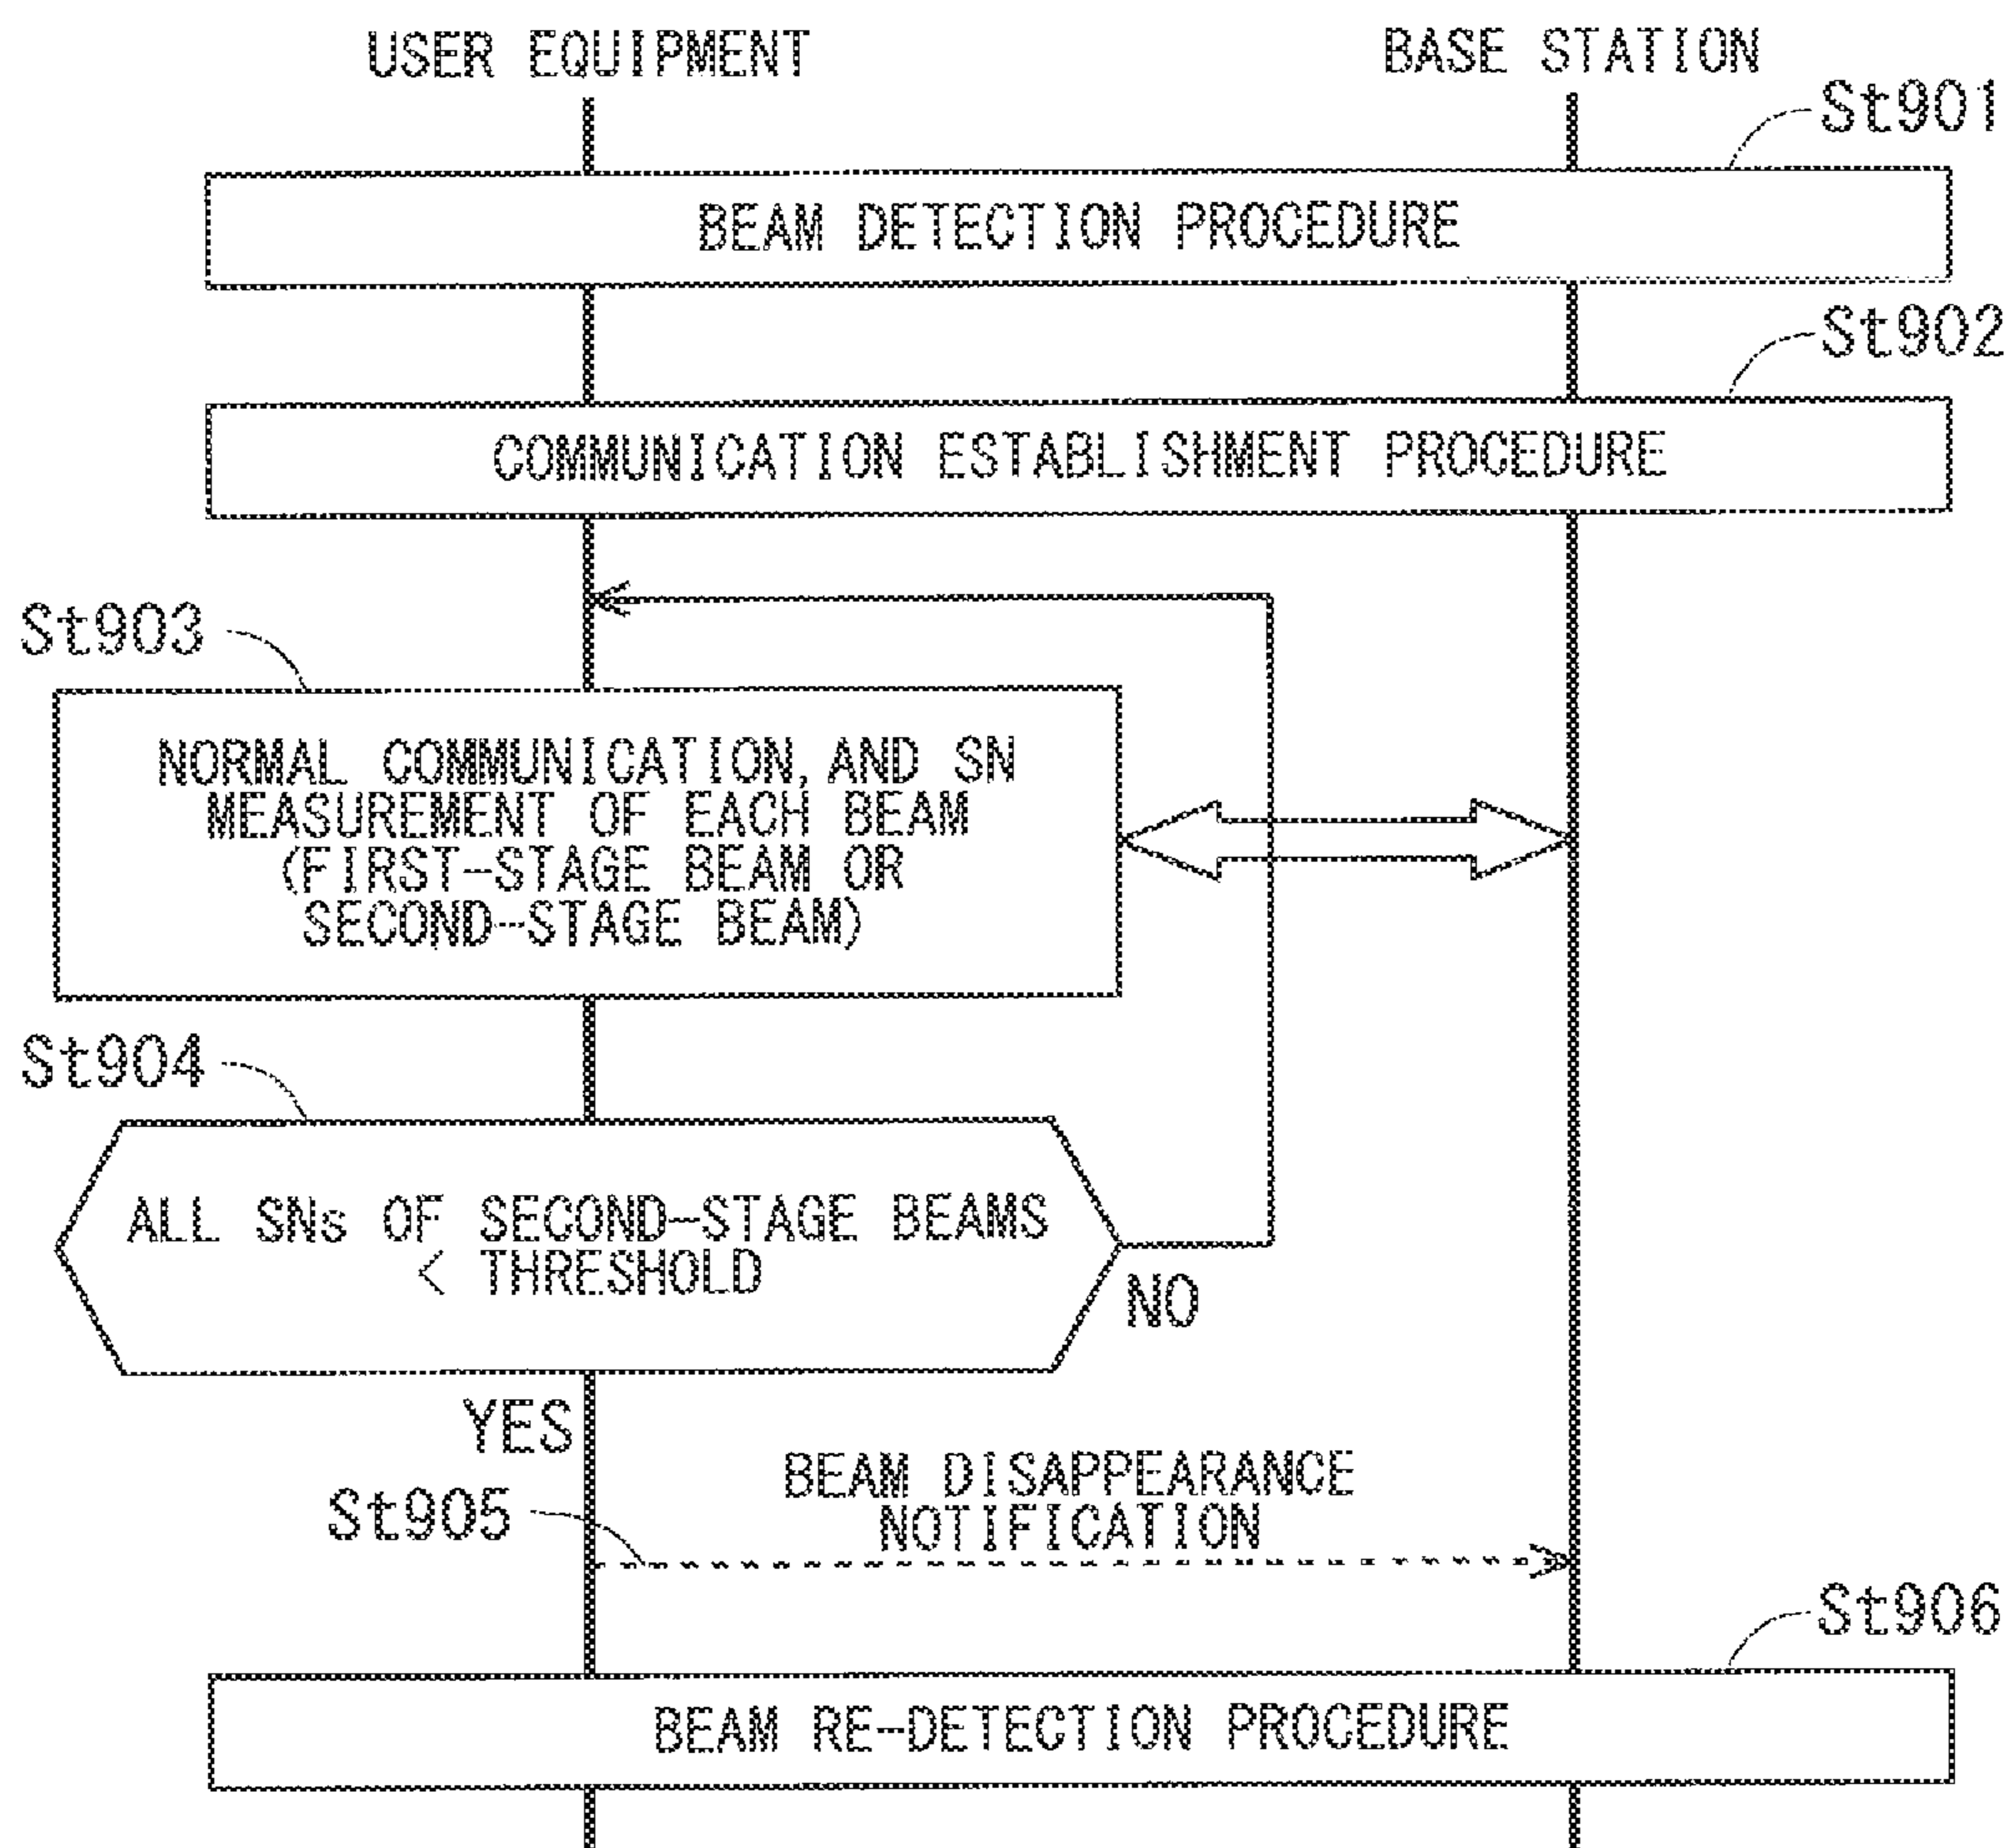 USER EQUIPMENT
BASE STATION
St901
BEAM DETECTION PROCEDURE
St902
COMMUNICATION ESTABLISHMENT PROCEDURE
St903
NORMAL COMMUNICATION, AND SN
MEASUREMENT OF EACH BEAM
(FIRST-STAGE BEAM OR
SECOND-STAGE BEAM)
St904
ALL SNs OF SECOND-STAGE BEAMS
< THRESHOLD
NO
YES
BEAM DISAPPEARANCE
NOTIFICATION
St905
St906
BEAM RE-DETECTION PROCEDURE